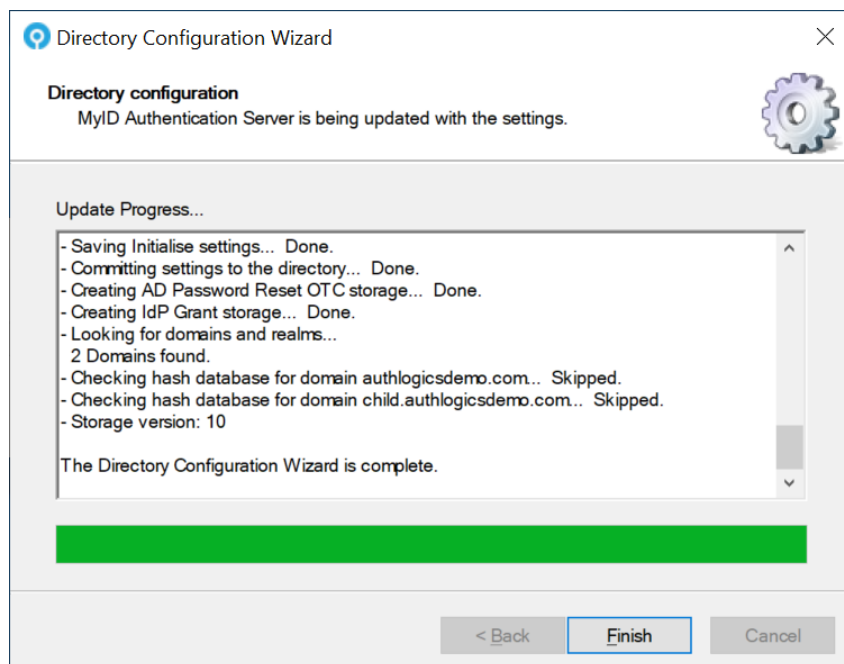 Directory Configuration Wizard
Directory configuration
MyID Authentication Server is being updated with the settings.
Update Progress...
- Saving Initialise settings... Done.
- Committing settings to the directory... Done.
- Creating AD Password Reset OTC storage... Done.
- Creating IdP Grant storage... Done.
- Looking for domains and realms...
2 Domains found.
- Checking hash database for domain authlogicsdemo.com... Skipped.
- Checking hash database for domain child.authlogicsdemo.com... Skipped.
- Storage version: 10
The Directory Configuration Wizard is complete.
< Back Finish Cancel